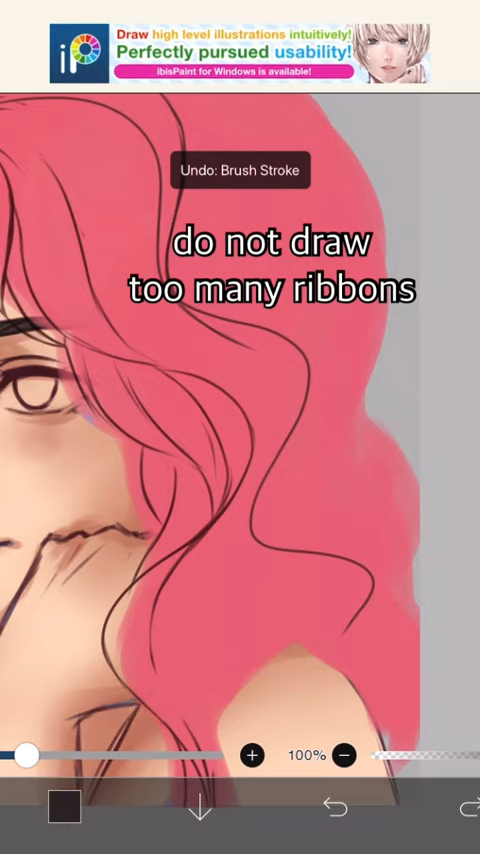 iP
Draw high level illustrations intuitively!
Perfectly pursued usability!
ibisPaint for Windows is available!
Undo: Brush Stroke
do not draw
too many ribbons
100%